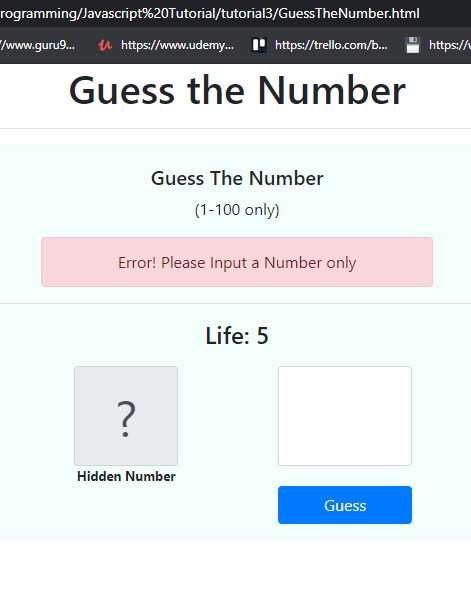 rogramming/Javascript%20Tutorial/tutorial3/GuessTheNumber.html
//www.guru9... https://www.udemy... https://trello.com/b... https://w
Guess the Number
Guess The Number
(1-100 only)
Error! Please Input a Number only
Life: 5
?
Hidden Number
Guess